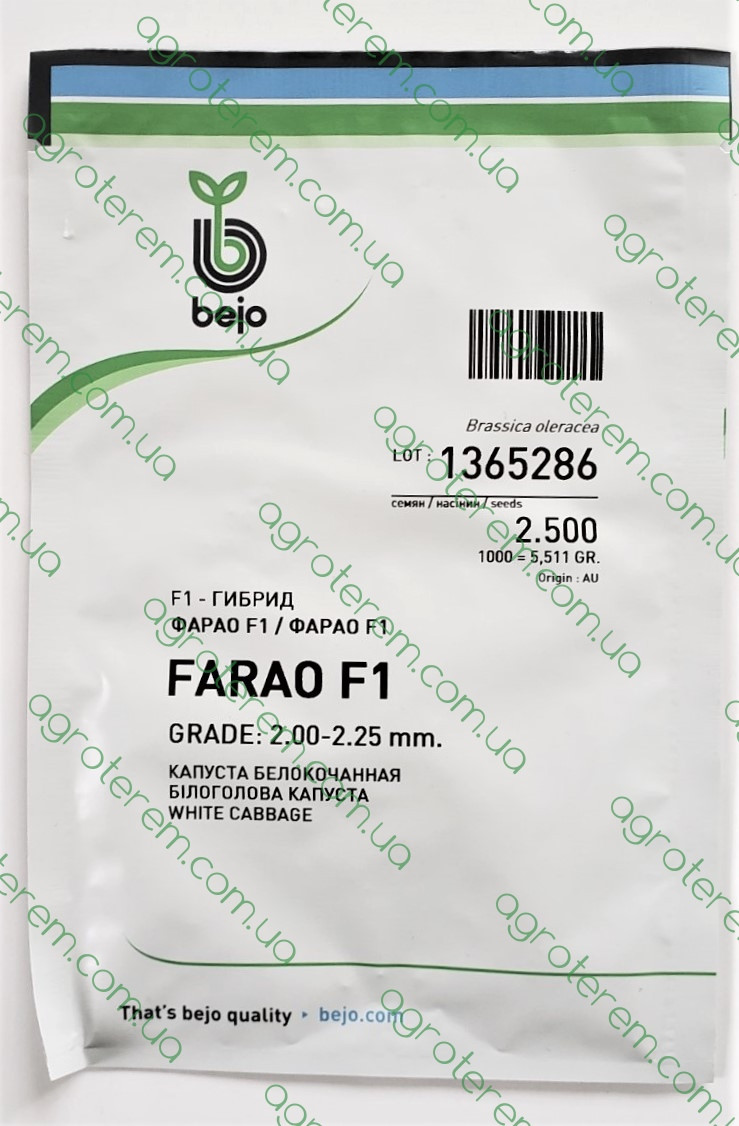 bejo
Brassica oleracea
LOT : 1365286
семян / насінин / seeds
2.500
1000 = 5,511 GR.
Origin : AU
F1 - ГИБРИД
ФАРАО F1 / ФАРАО F1
FARAO F1
GRADE: 2.00-2.25 mm.
КАПУСТА БЕЛОКОЧАННАЯ
БІЛОГОЛОВА КАПУСТА
WHITE CABBAGE
That's bejo quality ▸ bejo.com
agroterem.com.ua